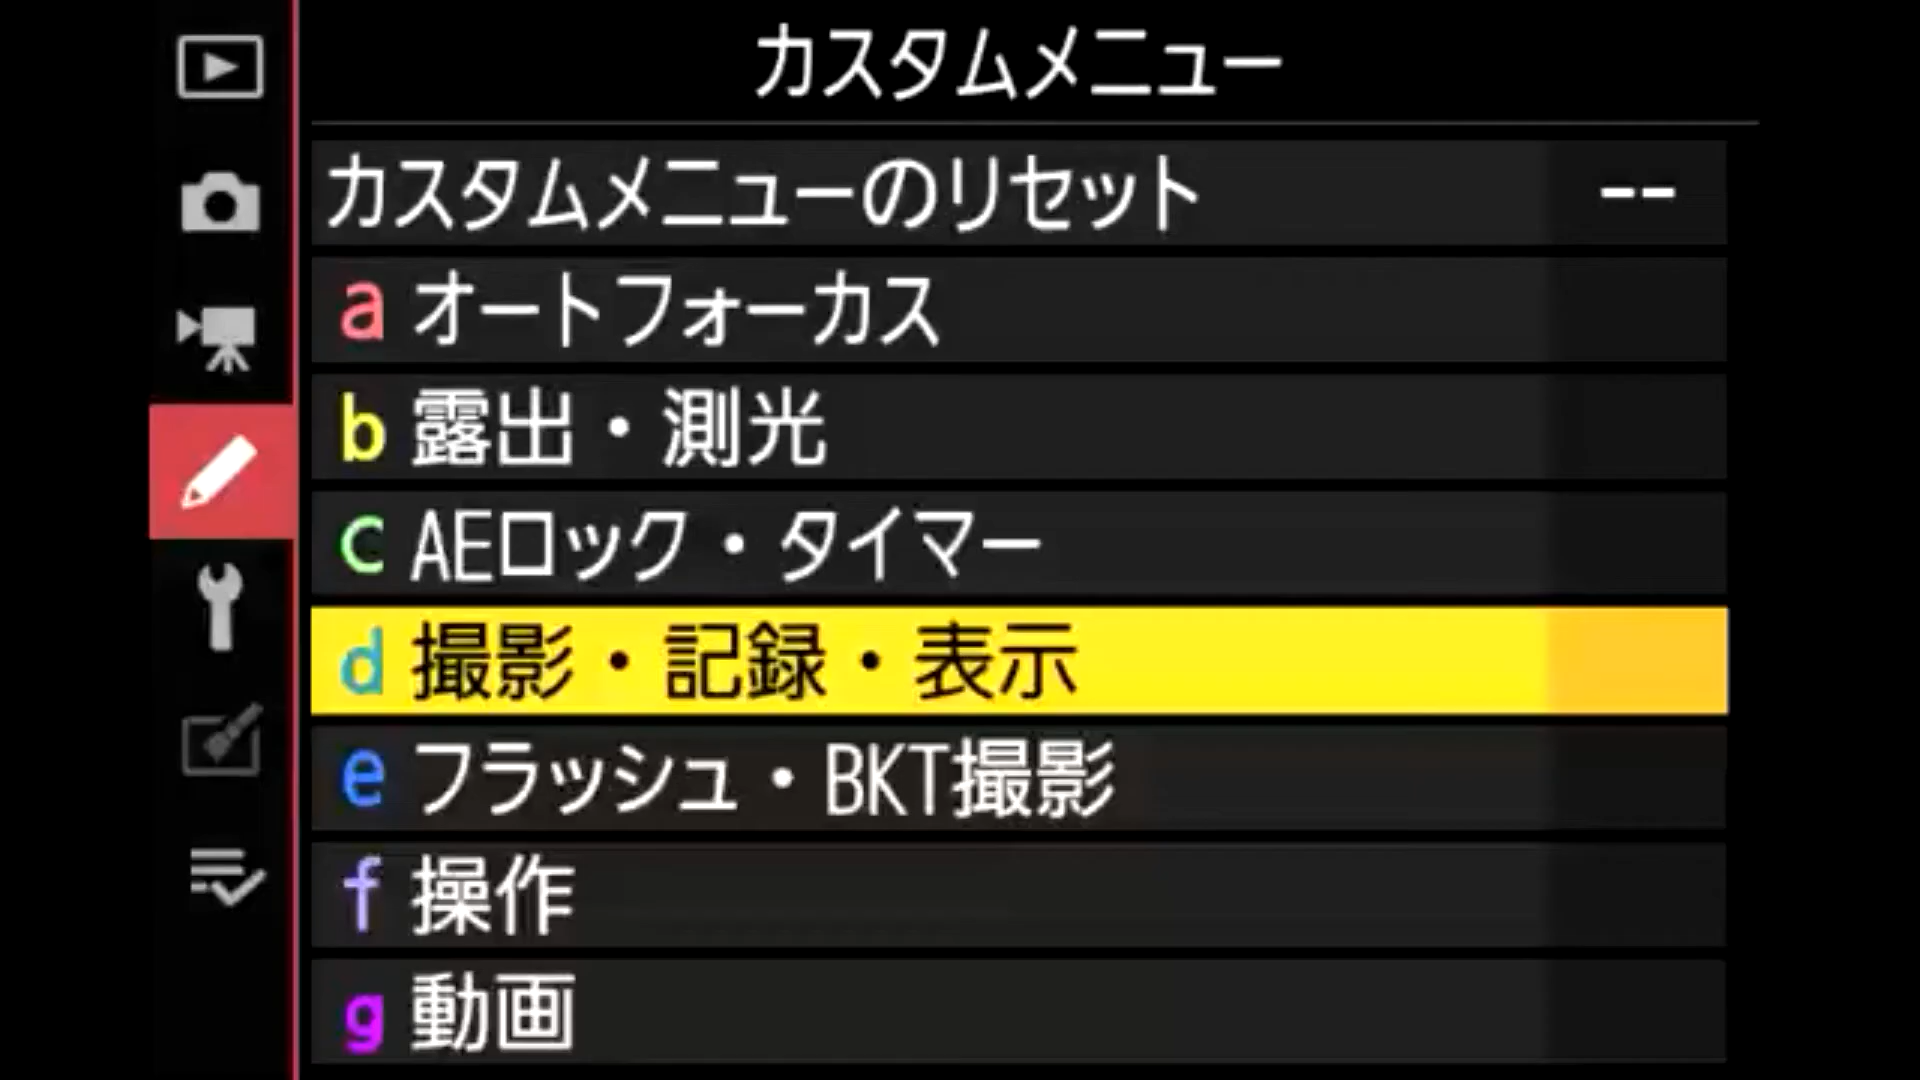 カスタムメニュー
カスタムメニューのリセット --
a オートフォーカス
b 露出・測光
c AEロック・タイマー
d 撮影・記録・表示
e フラッシュ・BKT撮影
f 操作
g 動画